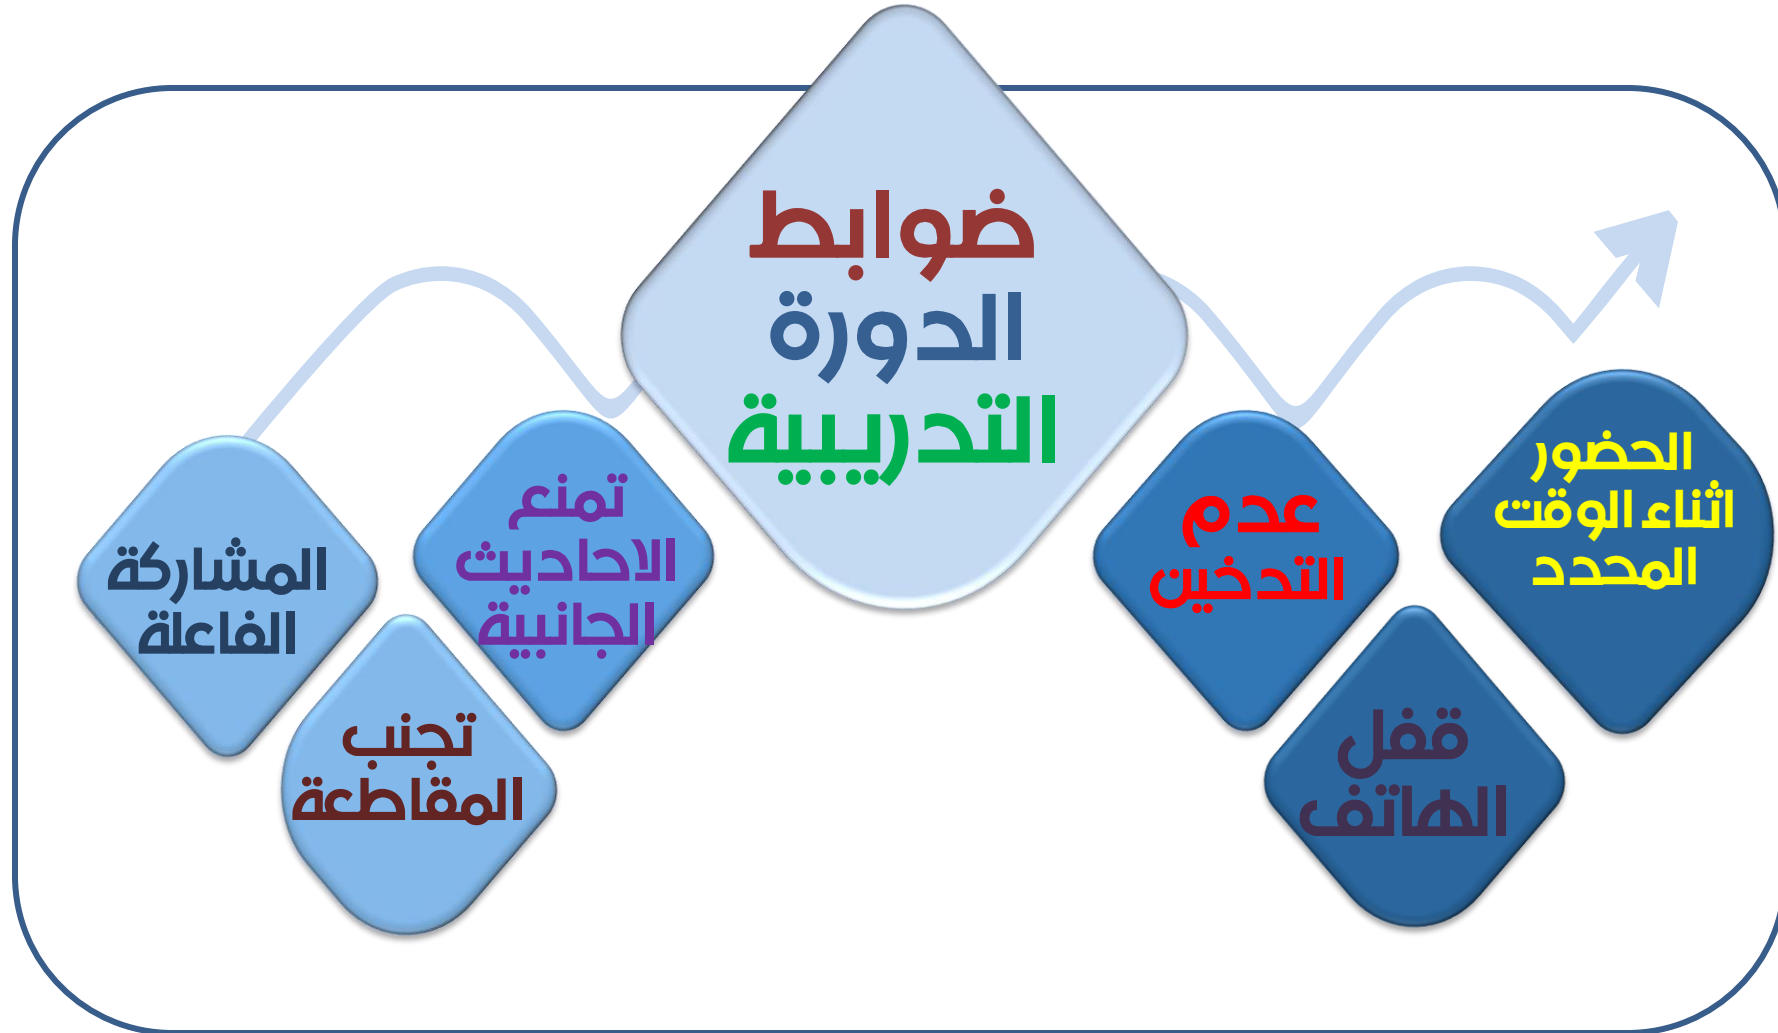 ضوابط
الدورة
التدريبية
الحضور
اثناء الوقت
المحدد
قفل
الهاتف
عدم
التدخين
تمنع
الاحاديث
الجانبية
تجنب
المقاطعة
المشاركة
الفاعلة